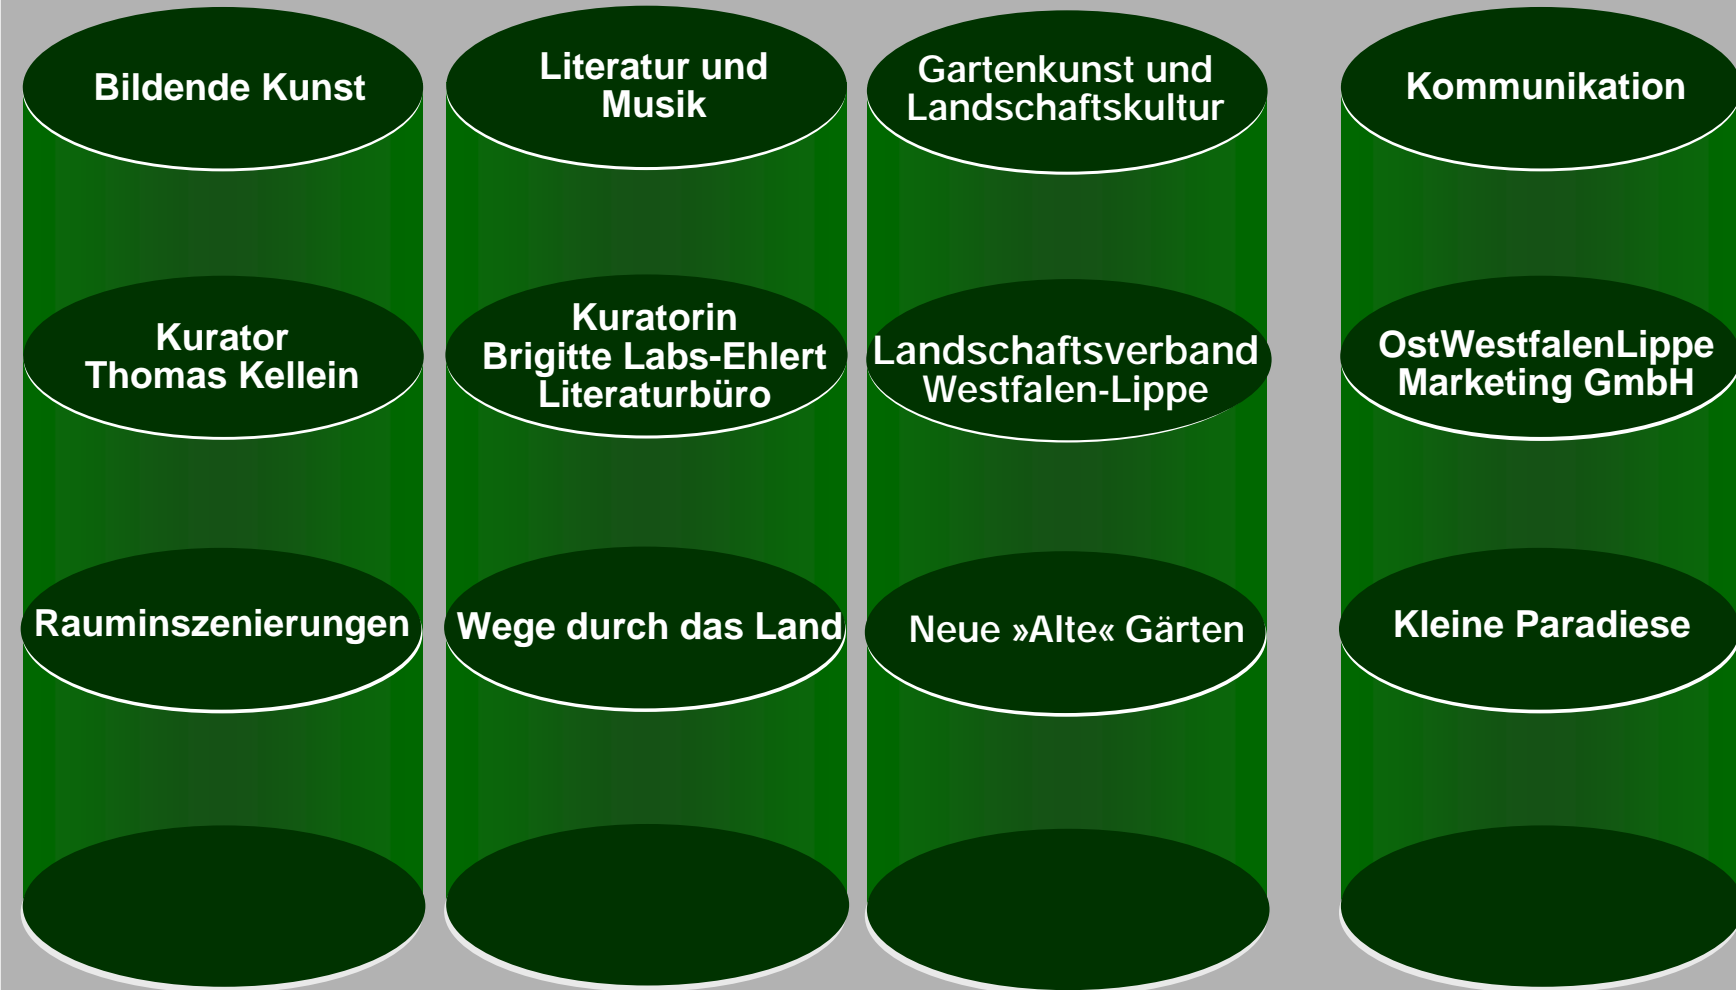 Bildende Kunst
Literatur und
Musik
Gartenkunst und
Landschaftskultur
Kommunikation
Kurator
Thomas Kellein
Kuratorin
Brigitte Labs-Ehlert
Literaturbüro
Landschaftsverband
Westfalen-Lippe
OstWestfalenLippe
Marketing GmbH
Rauminszenierungen
Wege durch das Land
Neue »Alte« Gärten
Kleine Paradiese